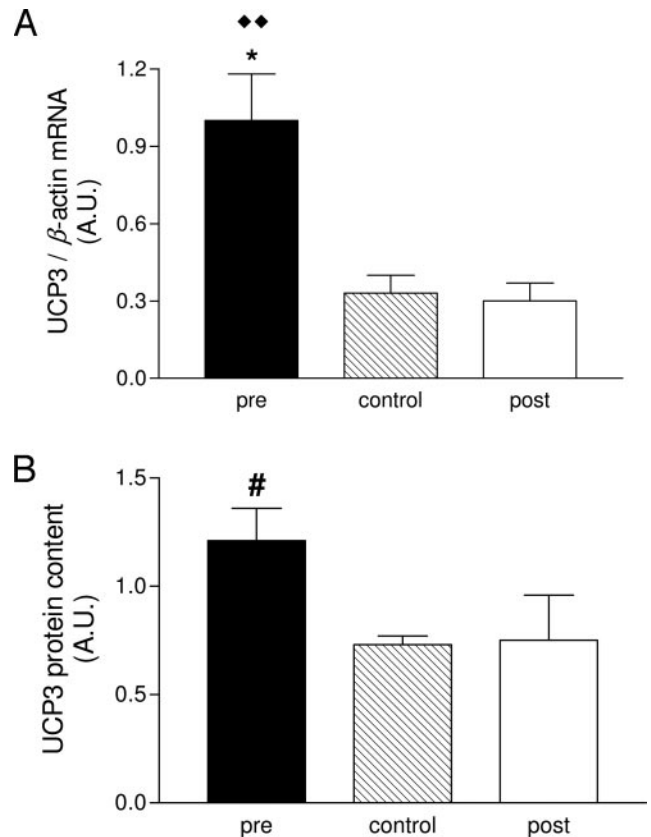 A
◆◆
*
1.2
0.9
0.6
0.3
0.0
UCP3 / β-actin mRNA
(A.U.)
pre control post
B
#
1.5
1.0
0.5
0.0
UCP3 protein content
(A.U.)
pre control post